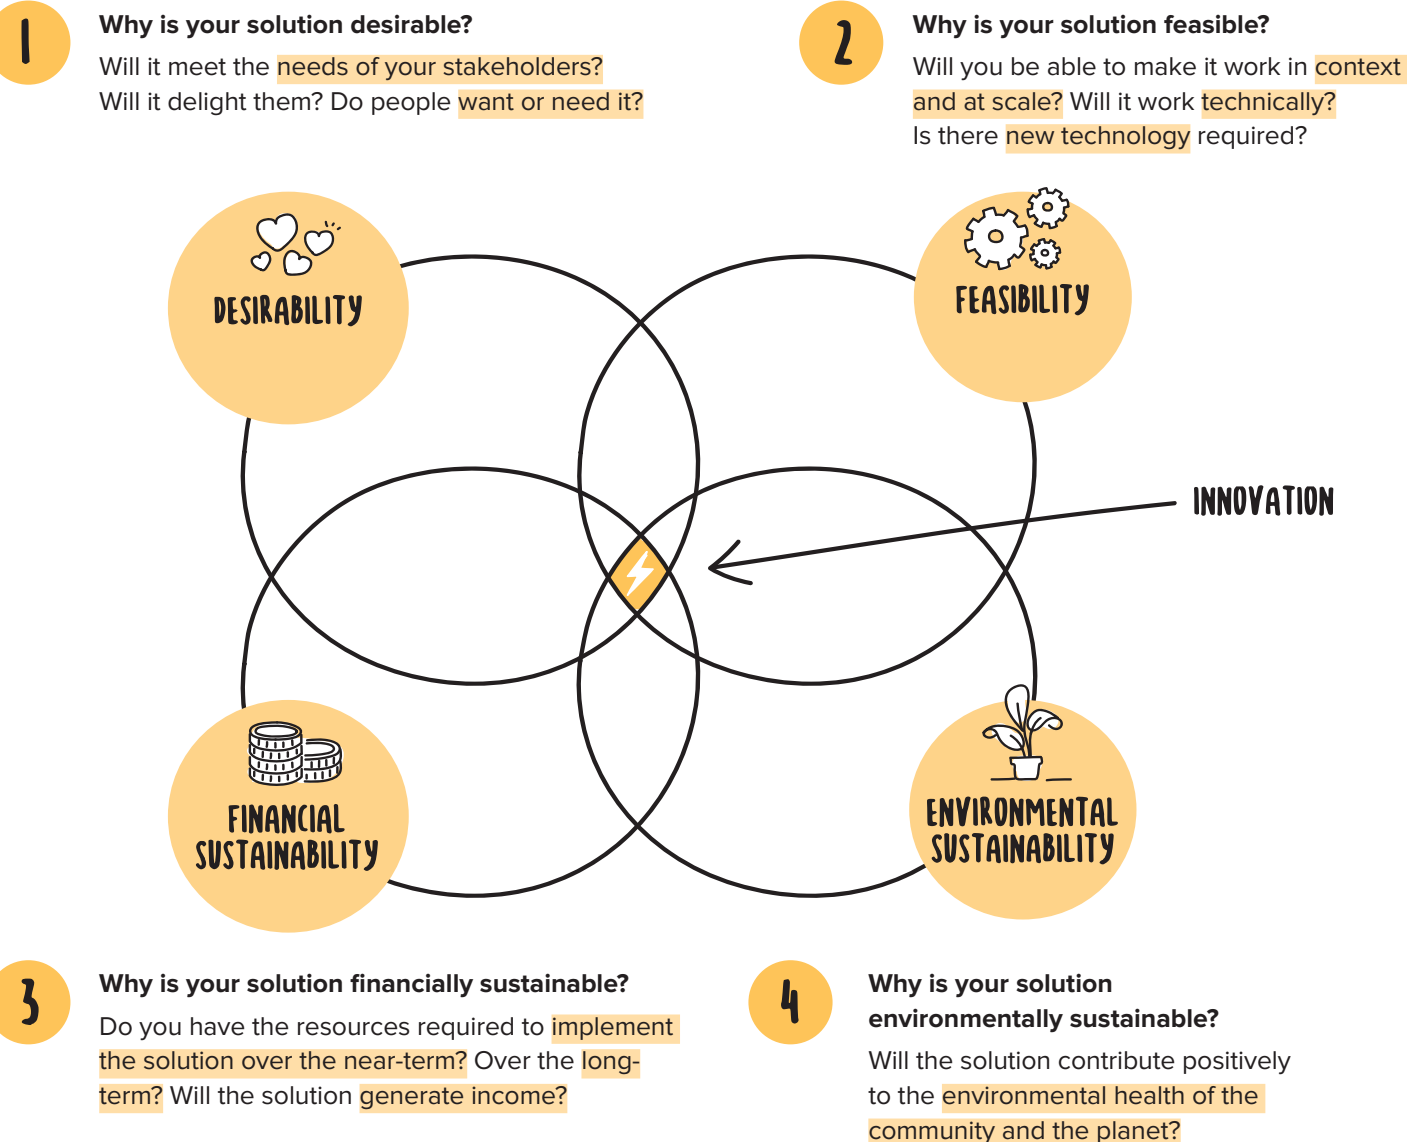 1
Why is your solution desirable?
Will it meet the needs of your stakeholders?
Will it delight them? Do people want or need it?
2
Why is your solution feasible?
Will you be able to make it work in context
and at scale? Will it work technically?
Is there new technology required?
DESIRABILITY
FEASIBILITY
INNOVATION
FINANCIAL
SUSTAINABILITY
ENVIRONMENTAL
SUSTAINABILITY
3
Why is your solution financially sustainable?
Do you have the resources required to implement
the solution over the near-term? Over the long-
term? Will the solution generate income?
4
Why is your solution
environmentally sustainable?
Will the solution contribute positively
to the environmental health of the
community and the planet?